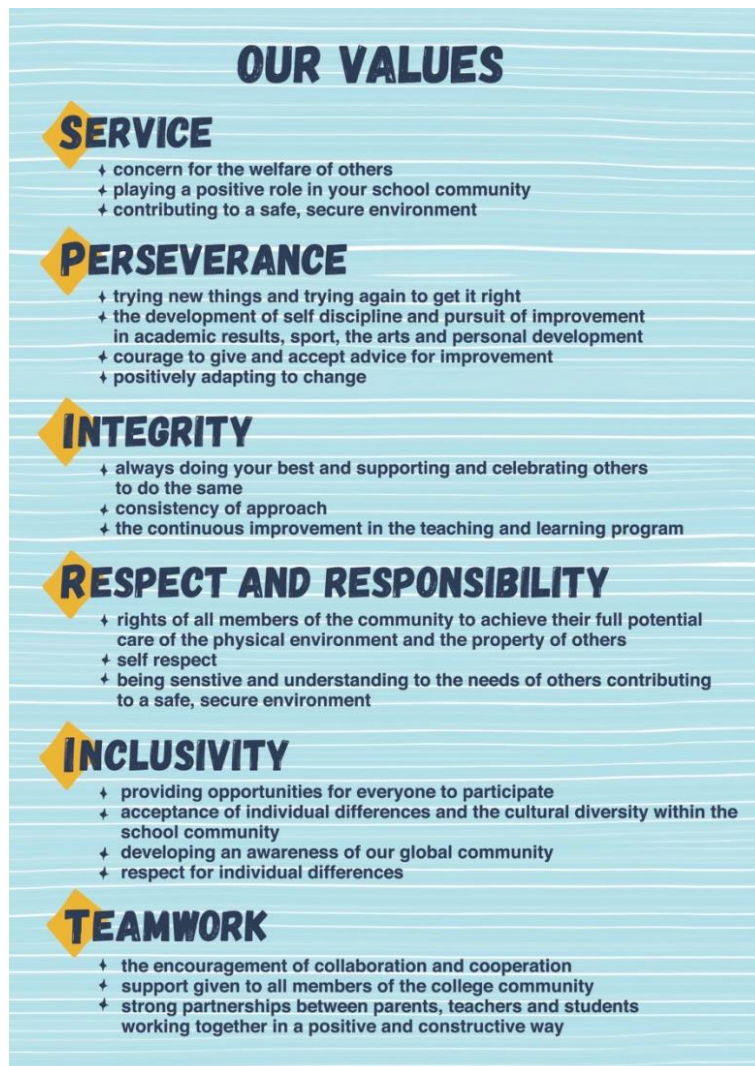 OUR VALUES
SERVICE
concern for the welfare of others
playing a positive role in your school community
contributing to a safe, secure environment
PERSEVERANCE
trying new things and trying again to get it right
the development of self discipline and pursuit of improvement
in academic results, sport, the arts and personal development
courage to give and accept advice for improvement
positively adapting to change
INTEGRITY
always doing your best and supporting and celebrating others
to do the same
consistency of approach
the continuous improvement in the teaching and learning program
RESPECT AND RESPONSIBILITY
rights of all members of the community to achieve their full potential
care of the physical environment and the property of others
self respect
being senstive and understanding to the needs of others contributing
to a safe, secure environment
INCLUSIVITY
providing opportunities for everyone to participate
acceptance of individual differences and the cultural diversity within the
school community
developing an awareness of our global community
respect for individual differences
TEAMWORK
the encouragement of collaboration and cooperation
support given to all members of the college community
strong partnerships between parents, teachers and students
working together in a positive and constructive way